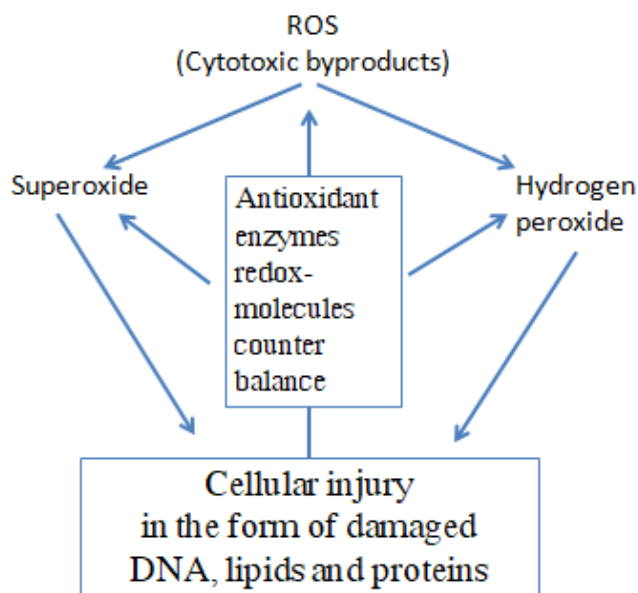 ROS
(Cytotoxic byproducts)
Superoxide
Antioxidant
enzymes
redox-
molecules
counter
balance
Hydrogen
peroxide
Cellular injury
in the form of damaged
DNA, lipids and proteins